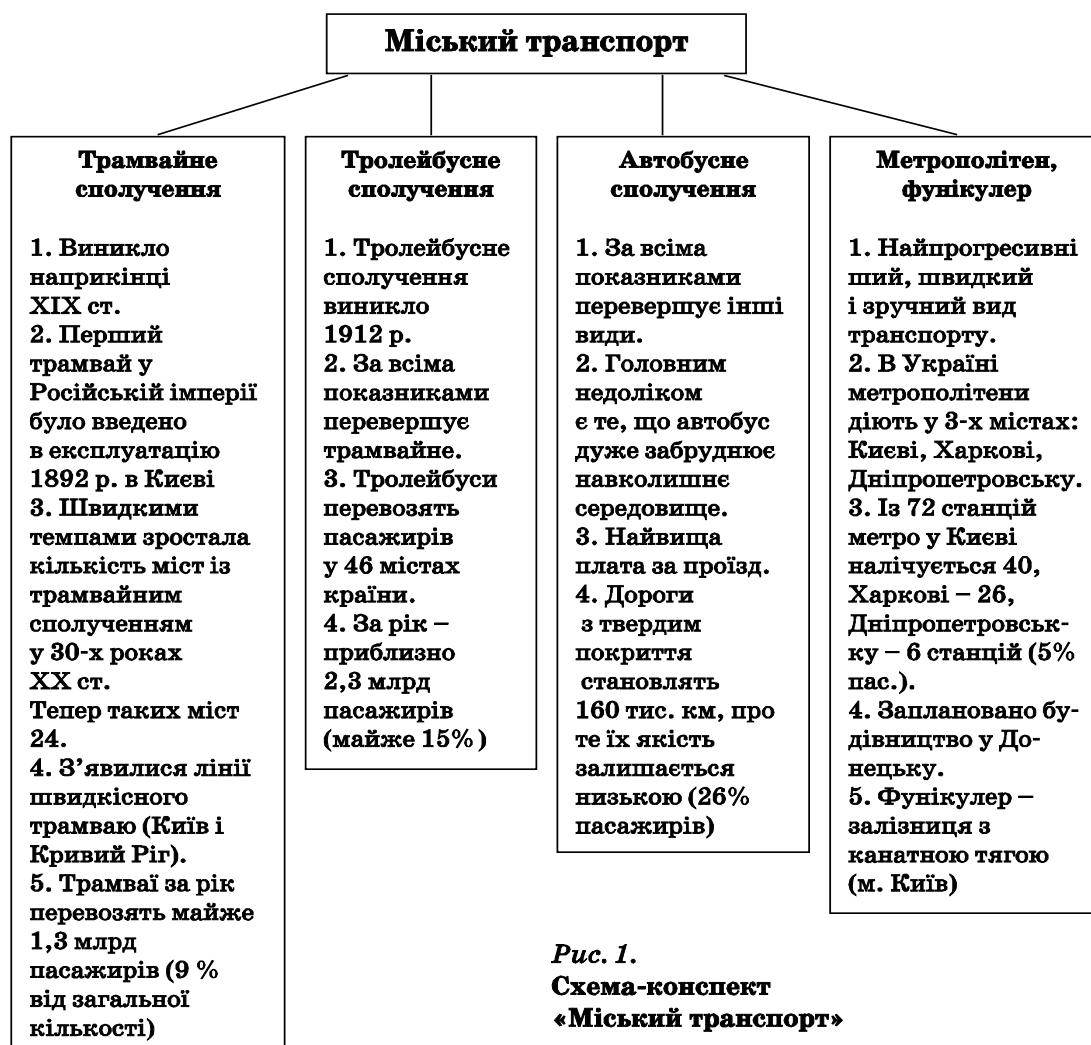 Міський транспорт
Трамвайне
сполучення
1. Виникло
наприкінці
XIX ст.
2. Перший
трамвай у
Російській імперії
було введено
в експлуатацію
1892 р. в Києві
3. Швидкими
темпами зростала
кількість міст із
трамвайним
сполученням
у 30-х роках
XX ст.
Тепер таких міст
24.
4. З’явилися лінії
швидкісного
трамваю (Київ і
Кривий Ріг).
5. Трамваї за рік
перевозять майже
1,3 млрд
пасажирів (9 %
від загальної
кількості)
Тролейбусне
сполучення
1. Тролейбусне
сполучення
виникло
1912 р.
2. За всіма
показниками
перевершує
трамвайне.
3. Тролейбуси
перевозять
пасажирів
у 46 містах
країни.
4. За рік –
приблизно
2,3 млрд
пасажирів
(майже 15% )
Автобусне
сполучення
1. За всіма
показниками
перевершує інші
види.
2. Головним
недоліком
є те, що автобус
дуже забруднює
навколишнє
середовище.
3. Найвища
плата за проїзд.
4. Дороги
з твердим
покриття
становлять
160 тис. км, про
те їх якість
залишається
низькою (26%
пасажирів)
Метрополітен,
фунікулер
1. Найпрогресивні
ший, швидкий
і зручний вид
транспорту.
2. В Україні
метрополітени
діють у 3-х містах:
Києві, Харкові,
Дніпропетровську.
3. Із 72 станцій
метро у Києві
налічується 40,
Харкові – 26,
Дніпропетровсь-
ку – 6 станцій (5%
пас.).
4. Заплановано бу-
дівництво у До-
нецьку.
5. Фунікулер –
залізниця з
канатною тягою
(м. Київ)
Рис. 1.
Схема-конспект
«Міський транспорт»